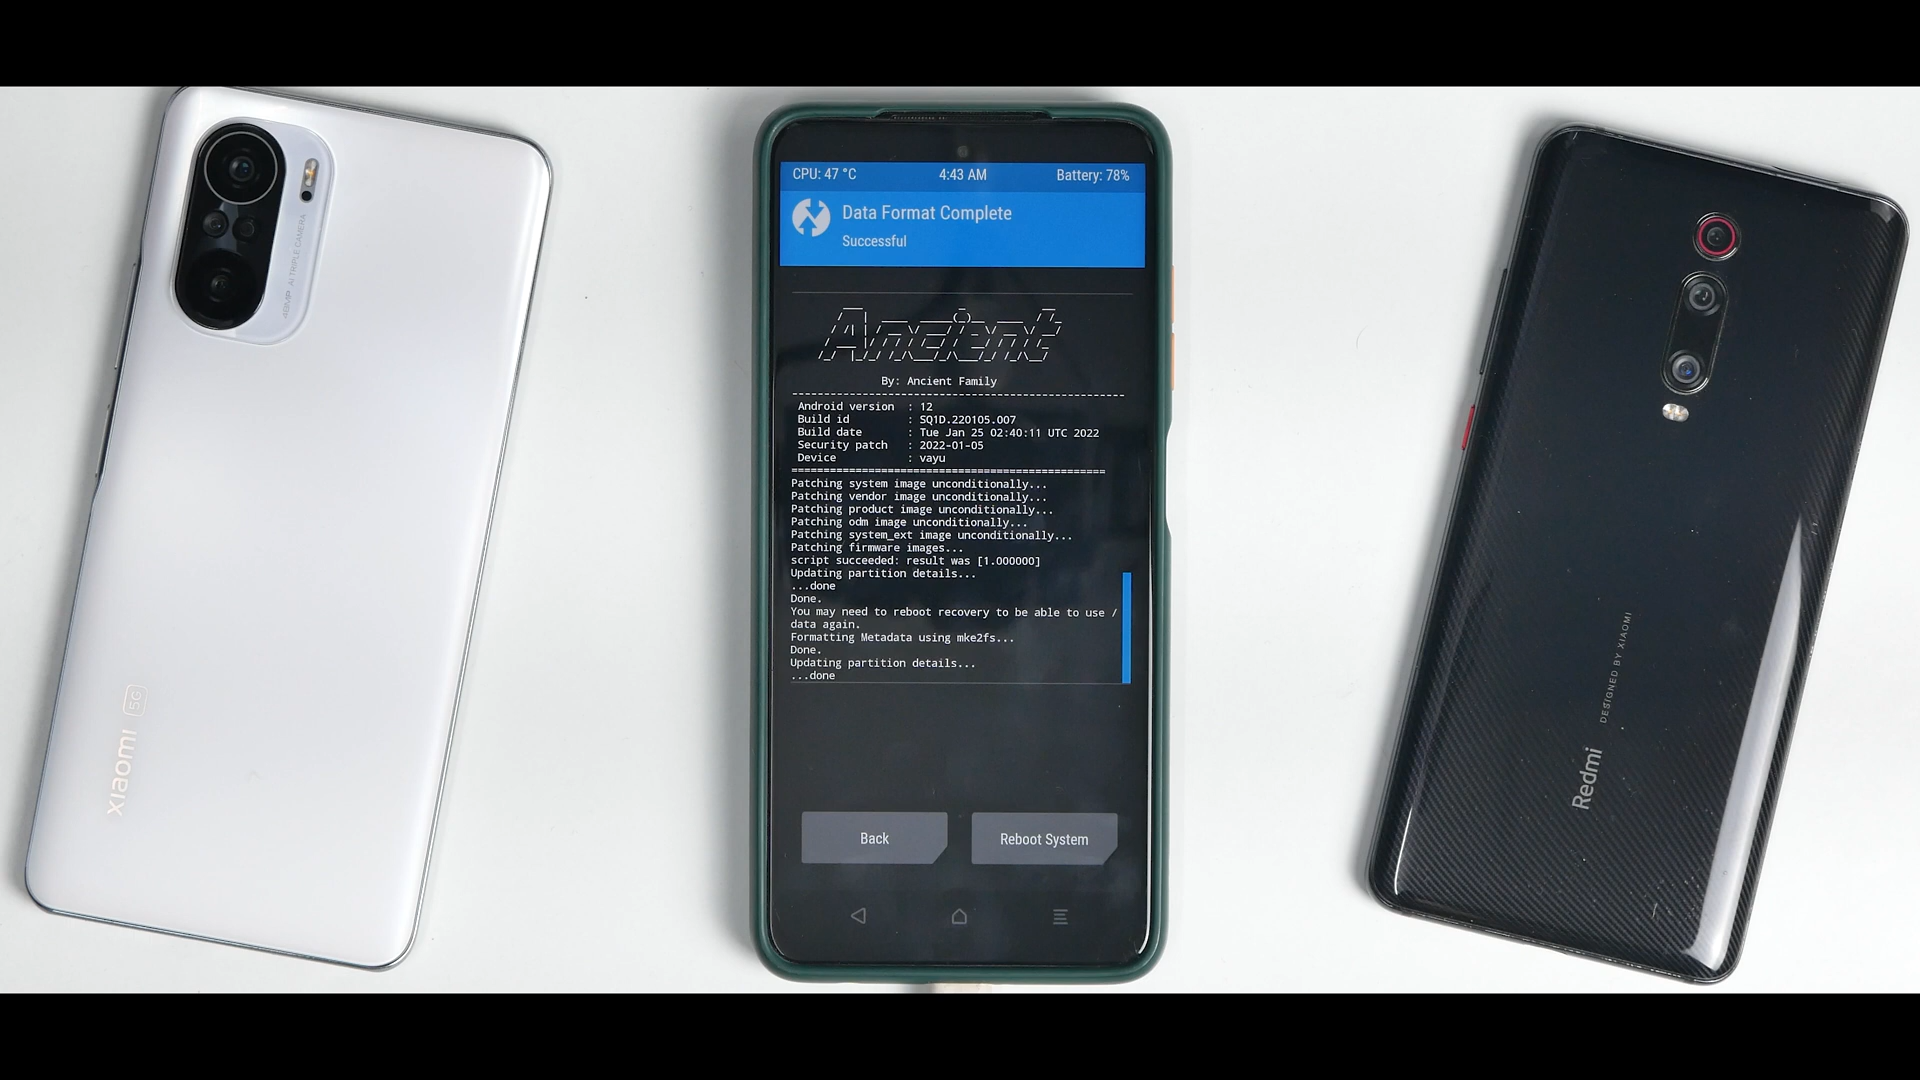 48MP AI TRIPLE CAMERA
xiaomi 5G
CPU: 47 °C 4:43 AM Battery: 78%
Data Format Complete
Successful
Ancient
By: Ancient Family
------------------------------------------------
Android version : 12
Build id : SQ1D.220105.007
Build date : Tue Jan 25 02:40:11 UTC 2022
Security patch : 2022-01-05
Device : vayu
================================================
Patching system image unconditionally...
Patching vendor image unconditionally...
Patching product image unconditionally...
Patching odm image unconditionally...
Patching system_ext image unconditionally...
Patching firmware images...
script succeeded: result was [1.000000]
Updating partition details...
...done
Done.
You may need to reboot recovery to be able to use /
data again.
Formatting Metadata using mke2fs...
Done.
Updating partition details...
...done
Back Reboot System
Redmi DESIGNED BY XIAOMI